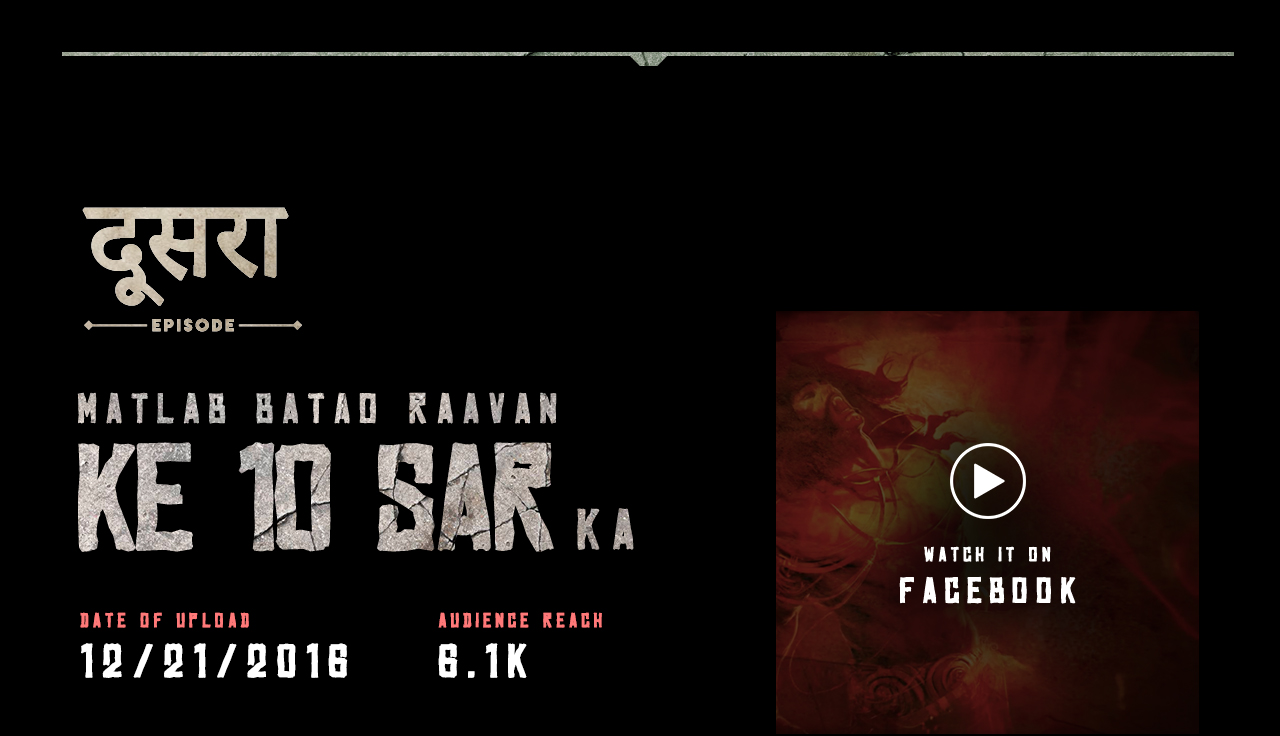 दूसरा
EPISODE
MATLAB BATAO RAAVAN
KE 10 SAR KA
DATE OF UPLOAD
12/21/2016
AUDIENCE REACH
6.1K
WATCH IT ON
FACEBOOK